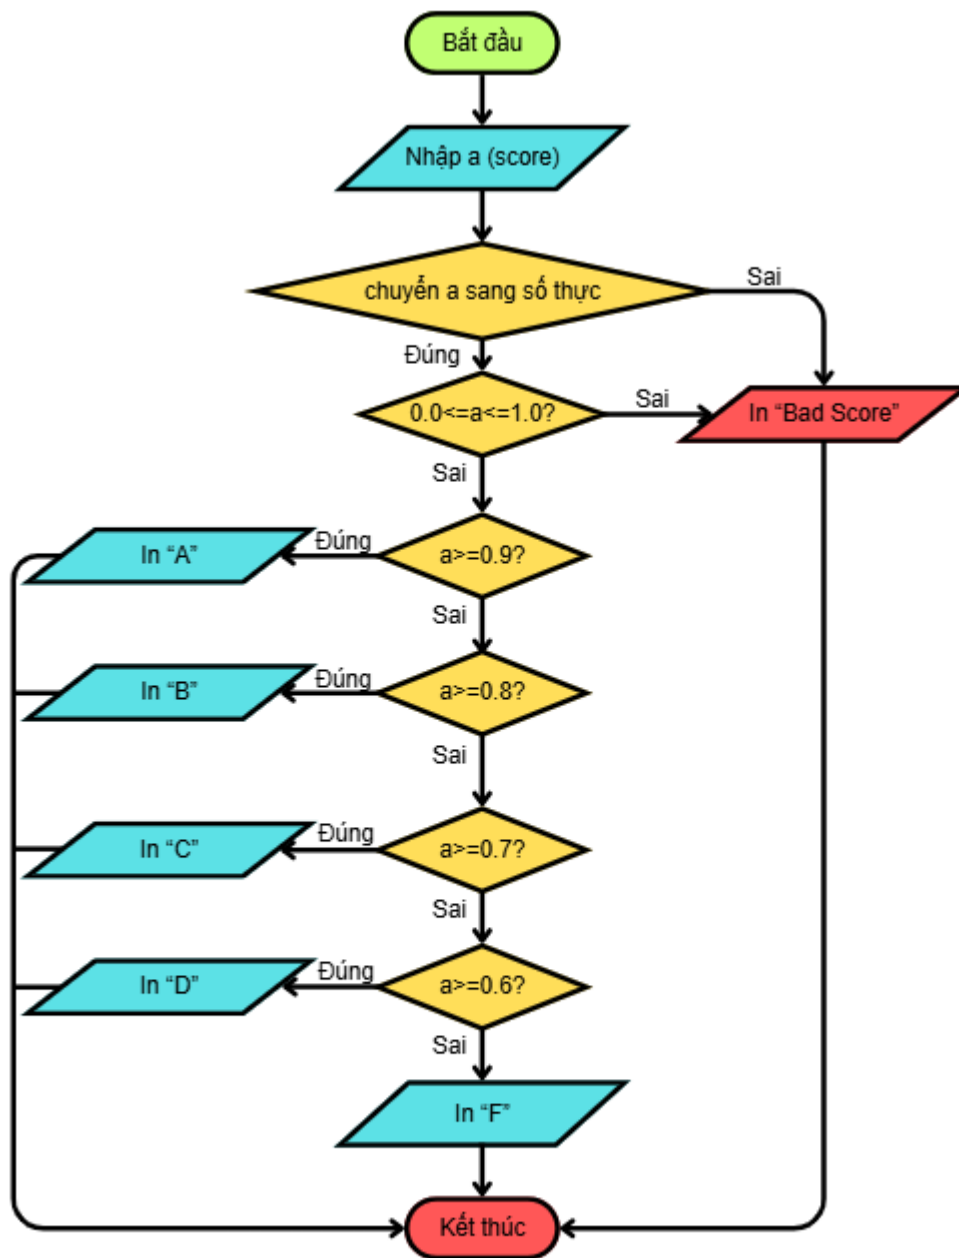 Bắt đầu
Nhập a (score)
chuyển a sang số thực
Sai
Đúng
0.0<=a<=1.0?
Sai
In “Bad Score”
Sai
a>=0.9?
Đúng
In “A”
Sai
a>=0.8?
Đúng
In “B”
Sai
a>=0.7?
Đúng
In “C”
Sai
a>=0.6?
Đúng
In “D”
Sai
In “F”
Kết thúc